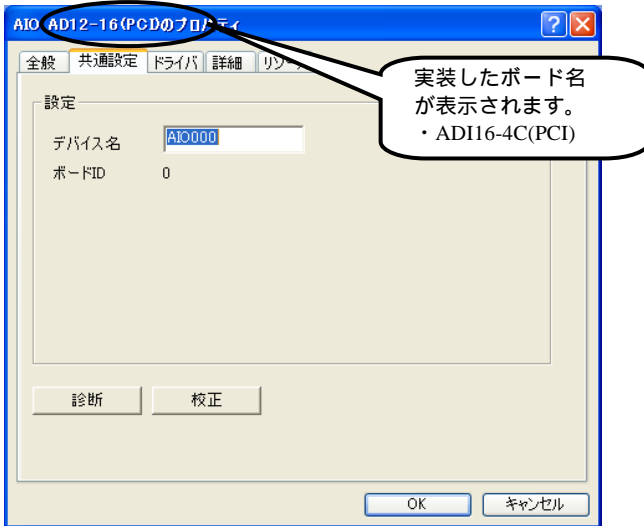 AIO AD12-16(PCI)のプロパティ
全般 共通設定 ドライバ 詳細
実装したボード名
が表示されます。
・ADI16-4C(PCI)
設定
デバイス名 AIO000
ボードID 0
診断 校正
OK キャンセル